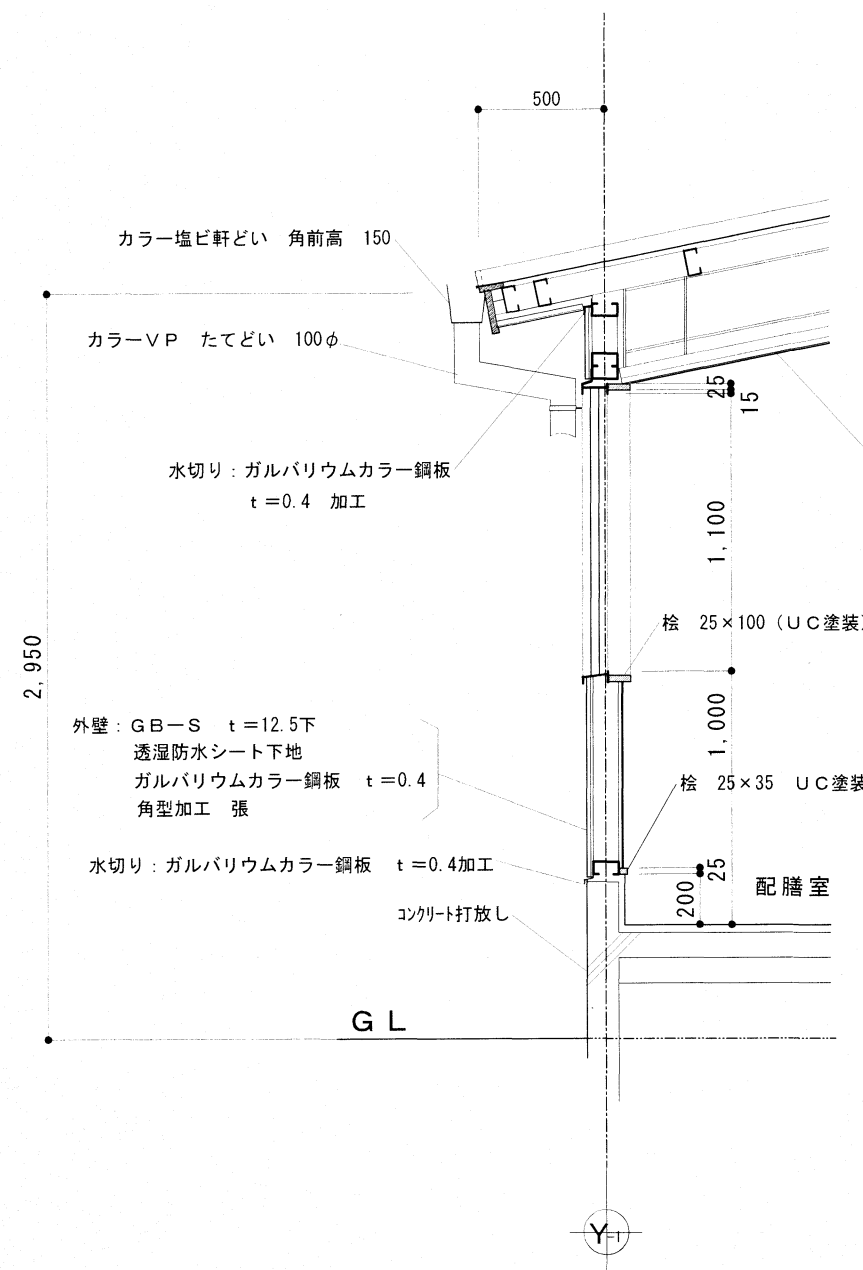 500
カラー塩ビ軒どい 角前高 150
カラーVP たてどい 100φ
25
15
水切り：ガルバリウムカラー鋼板
t=0.4 加工
1,100
2,950
桧 25×100（UC塗装）
外壁：GB－S t=12.5下
透湿防水シート下地
ガルバリウムカラー鋼板 t=0.4
角型加工 張
1,000
桧 25×35 UC塗装
水切り：ガルバリウムカラー鋼板 t=0.4加工
25
200
配膳室
コンクリート打放し
GL
Y-1